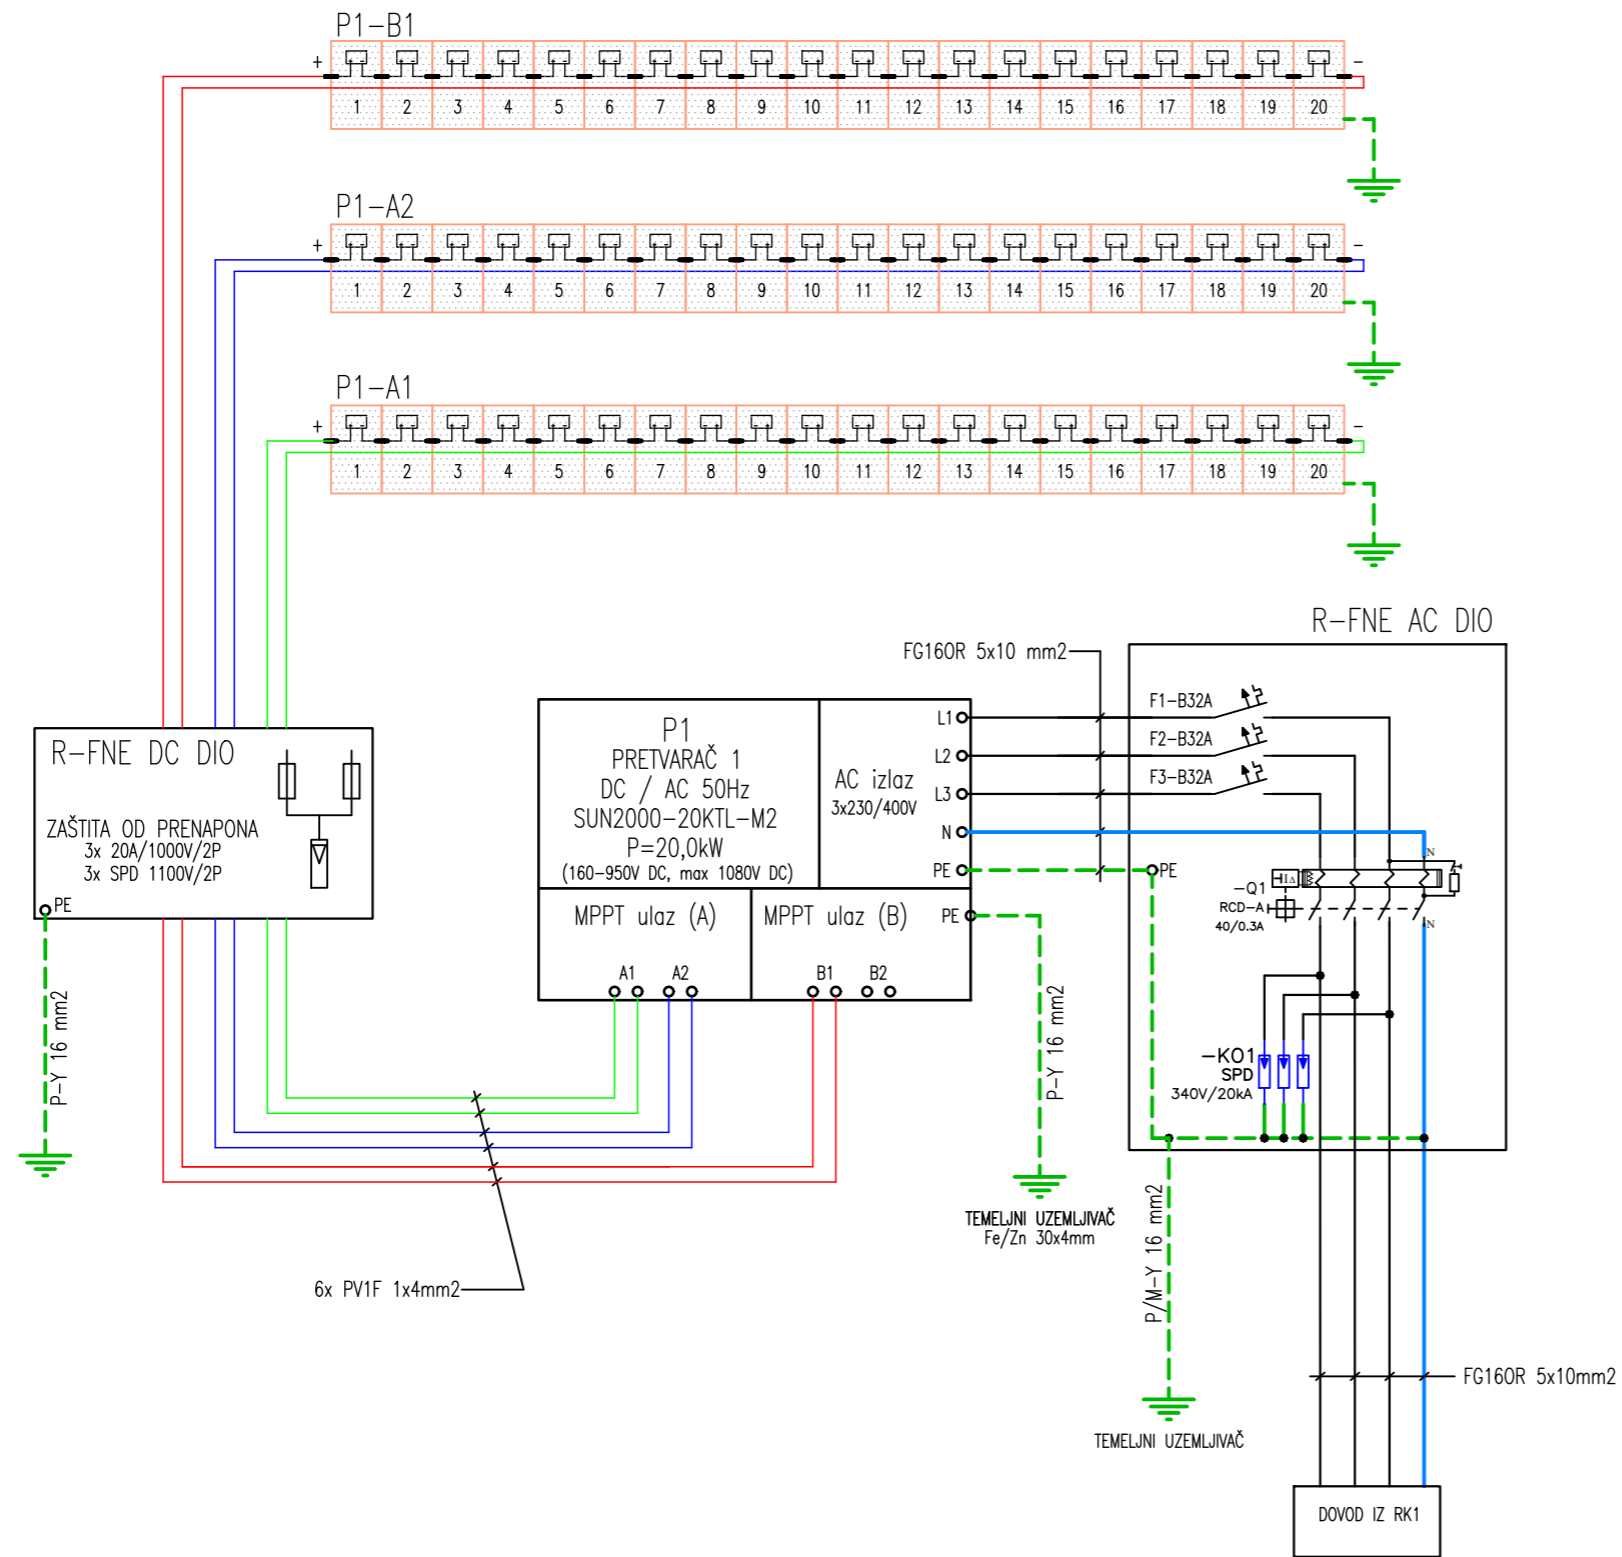 P1-B1
+ -
1 2 3 4 5 6 7 8 9 10 11 12 13 14 15 16 17 18 19 20
P1-A2
+ -
1 2 3 4 5 6 7 8 9 10 11 12 13 14 15 16 17 18 19 20
P1-A1
+ -
1 2 3 4 5 6 7 8 9 10 11 12 13 14 15 16 17 18 19 20
R-FNE DC DIO
ZAŠTITA OD PRENAPONA
3x 20A/1000V/2P
3x SPD 1100V/2P
PE
P-Y 16 mm2
6x PV1F 1x4mm2
P1
PRETVARAČ 1
DC / AC 50Hz
SUN2000-20KTL-M2
P=20,0kW
(160-950V DC, max 1080V DC)
AC izlaz
3x230/400V
L1
L2
L3
N
PE
MPPT ulaz (A)
A1 A2
MPPT ulaz (B)
B1 B2
PE
P-Y 16 mm2
TEMELJNI UZEMLJIVAČ
Fe/Zn 30x4mm
FG16OR 5x10 mm2
R-FNE AC DIO
F1-B32A
F2-B32A
F3-B32A
PE
N
-Q1
RCD-A
40/0.3A
I∆
N
-KO1
SPD
340V/20kA
P/M-Y 16 mm2
TEMELJNI UZEMLJIVAČ
FG16OR 5x10mm2
DOVOD IZ RK1